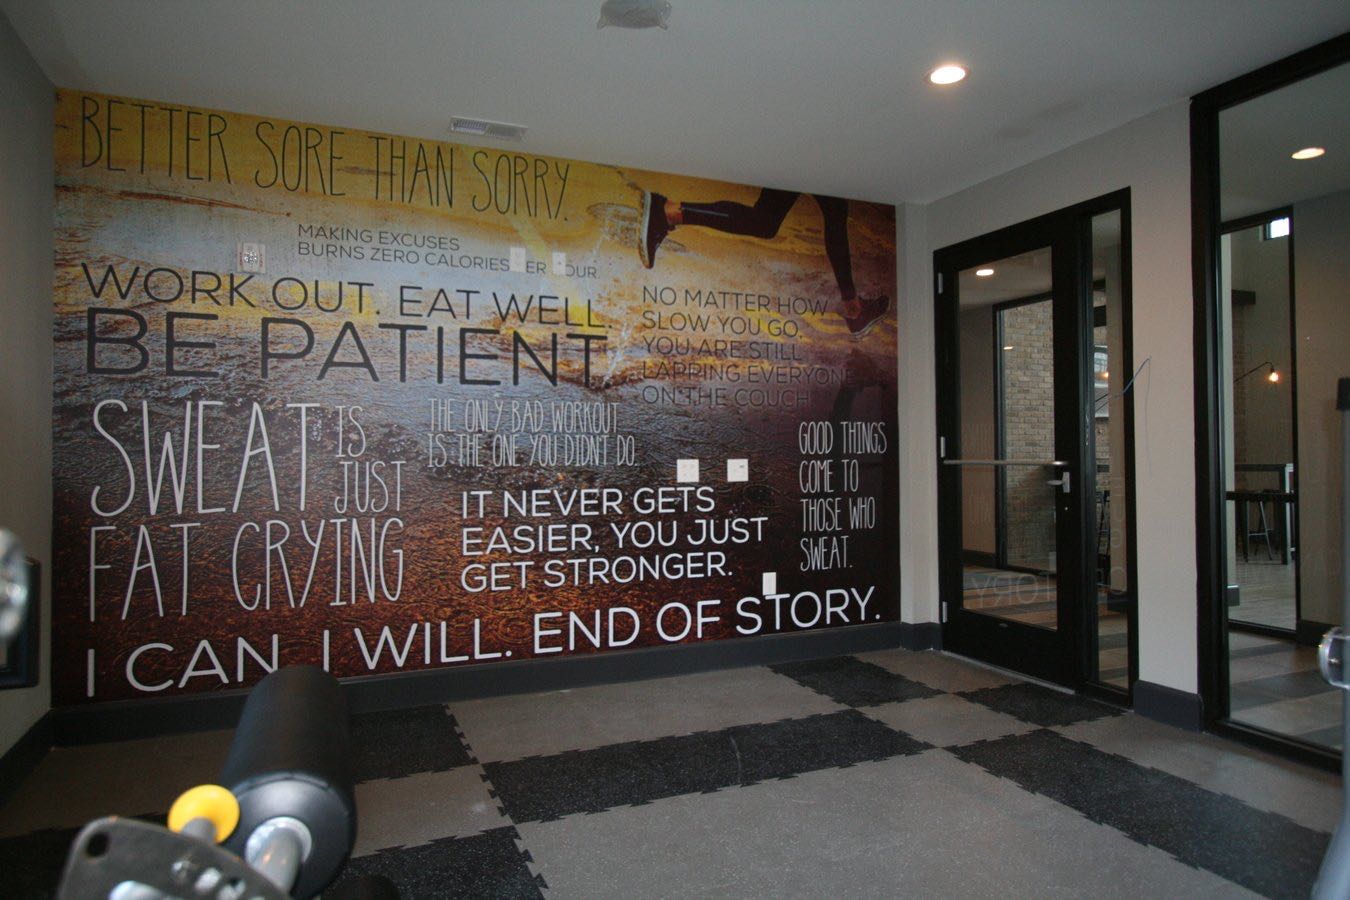 BETTER SORE THAN SORRY.
MAKING EXCUSES
BURNS ZERO CALORIES OUR.
WORK OUT. EAT WELL.
BE PATIENT
NO MATTER HOW
SLOW YOU GO,
YOU ARE STILL
LAPPING EVERYONE
ON THE COUCH
SWEAT IS
JUST
FAT CRYING
THE ONLY BAD WORKOUT
IS THE ONE YOU DIDN'T DO.
IT NEVER GETS
EASIER, YOU JUST
GET STRONGER.
GOOD THINGS
COME TO
THOSE WHO
SWEAT.
I CAN. I WILL. END OF STORY.